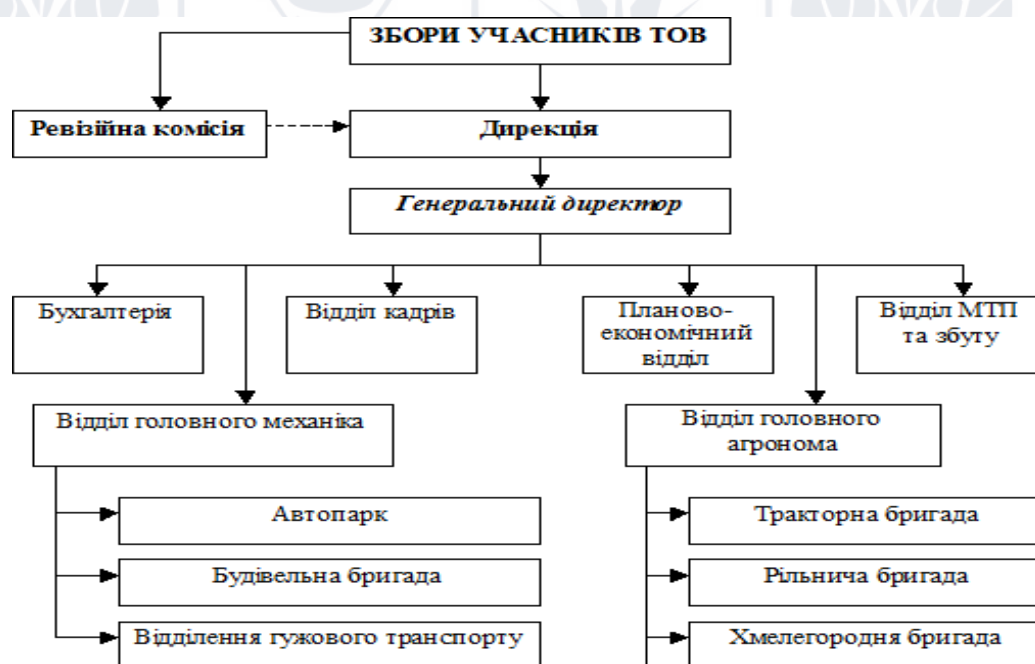 ЗБОРИ УЧАСНИКІВ ТОВ
Ревізійна комісія
Дирекція
Генеральний директор
Бухгалтерія
Відділ кадрів
Планово-
економічний
відділ
Відділ МТП
та збуту
Відділ головного механіка
Відділ головного
агронома
Автопарк
Тракторна бригада
Будівельна бригада
Рільнича бригада
Відділення гужового транспорту
Хмелегородня бригада